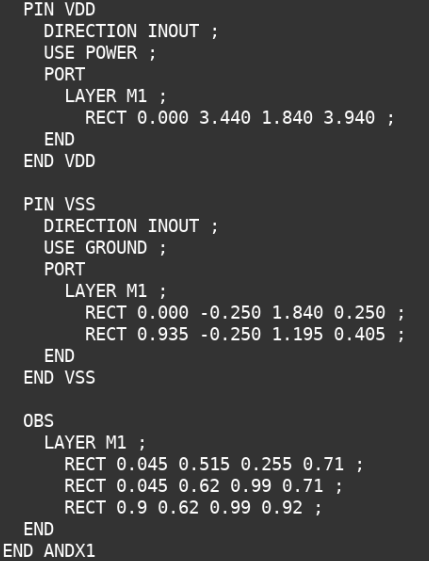 PIN VDD
DIRECTION INOUT ;
USE POWER ;
PORT
LAYER M1 ;
RECT 0.000 3.440 1.840 3.940 ;
END
END VDD
PIN VSS
DIRECTION INOUT ;
USE GROUND ;
PORT
LAYER M1 ;
RECT 0.000 -0.250 1.840 0.250 ;
RECT 0.935 -0.250 1.195 0.405 ;
END
END VSS
OBS
LAYER M1 ;
RECT 0.045 0.515 0.255 0.71 ;
RECT 0.045 0.62 0.99 0.71 ;
RECT 0.9 0.62 0.99 0.92 ;
END
END ANDX1